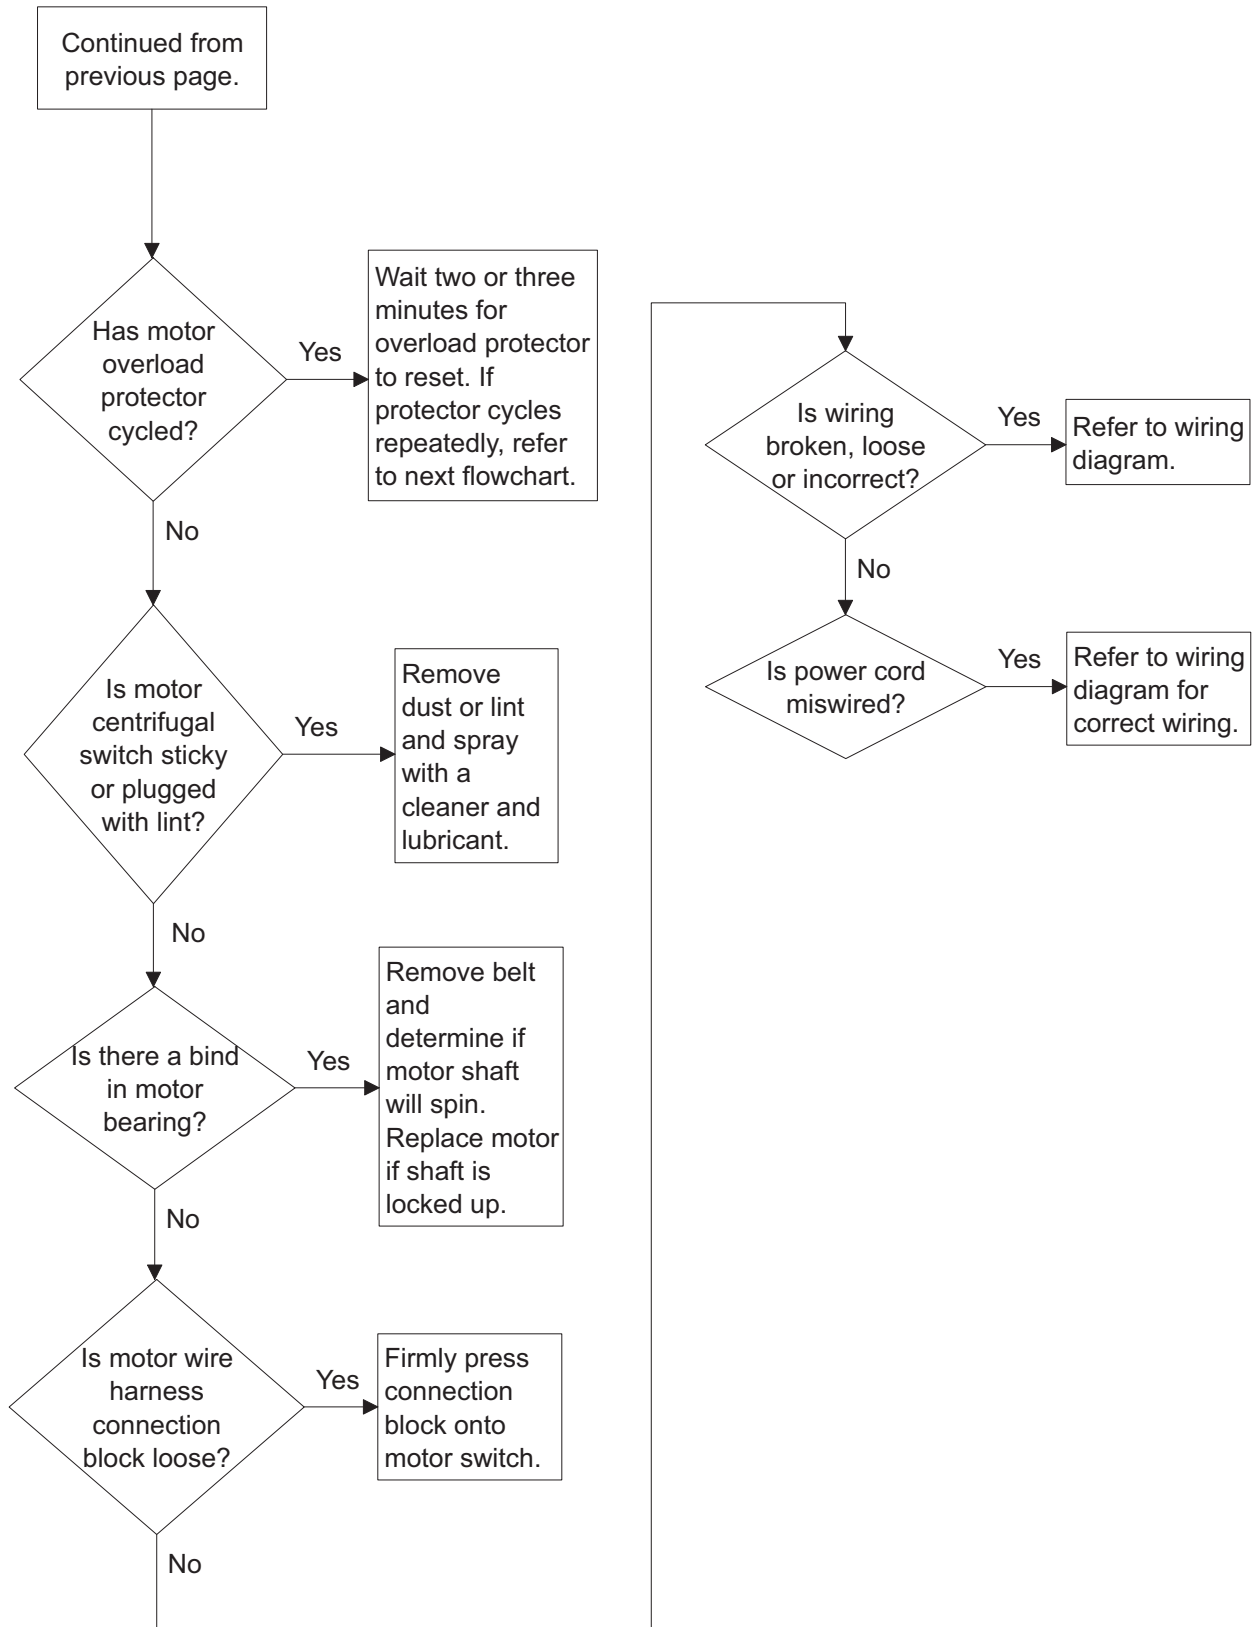 Continued from
previous page.
Has motor
overload
protector
cycled?
Yes
Wait two or three
minutes for
overload protector
to reset. If
protector cycles
repeatedly, refer
to next flowchart.
No
Is motor
centrifugal
switch sticky
or plugged
with lint?
Yes
Remove
dust or lint
and spray
with a
cleaner and
lubricant.
No
Is there a bind
in motor
bearing?
Yes
Remove belt
and
determine if
motor shaft
will spin.
Replace motor
if shaft is
locked up.
No
Is motor wire
harness
connection
block loose?
Yes
Firmly press
connection
block onto
motor switch.
No
Is wiring
broken, loose
or incorrect?
Yes
Refer to wiring
diagram.
No
Is power cord
miswired?
Yes
Refer to wiring
diagram for
correct wiring.